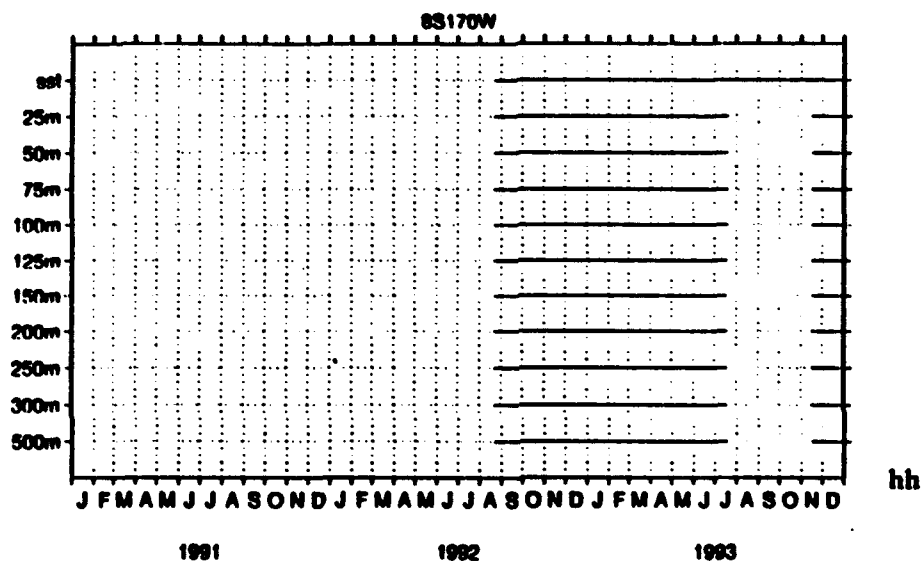 8S170W
sst
25m
50m
75m
100m
125m
150m
200m
250m
300m
500m
hh
J F M A M J J A S O N D J F M A M J J A S O N D J F M A M J J A S O N D
1991 1992 1993